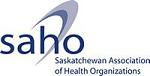 saho
Saskatchewan Association
of Health Organizations